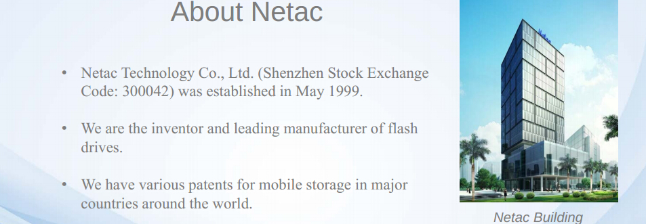 About Netac
• Netac Technology Co., Ltd. (Shenzhen Stock Exchange
Code: 300042) was established in May 1999.
• We are the inventor and leading manufacturer of flash
drives.
• We have various patents for mobile storage in major
countries around the world.
Netac Building